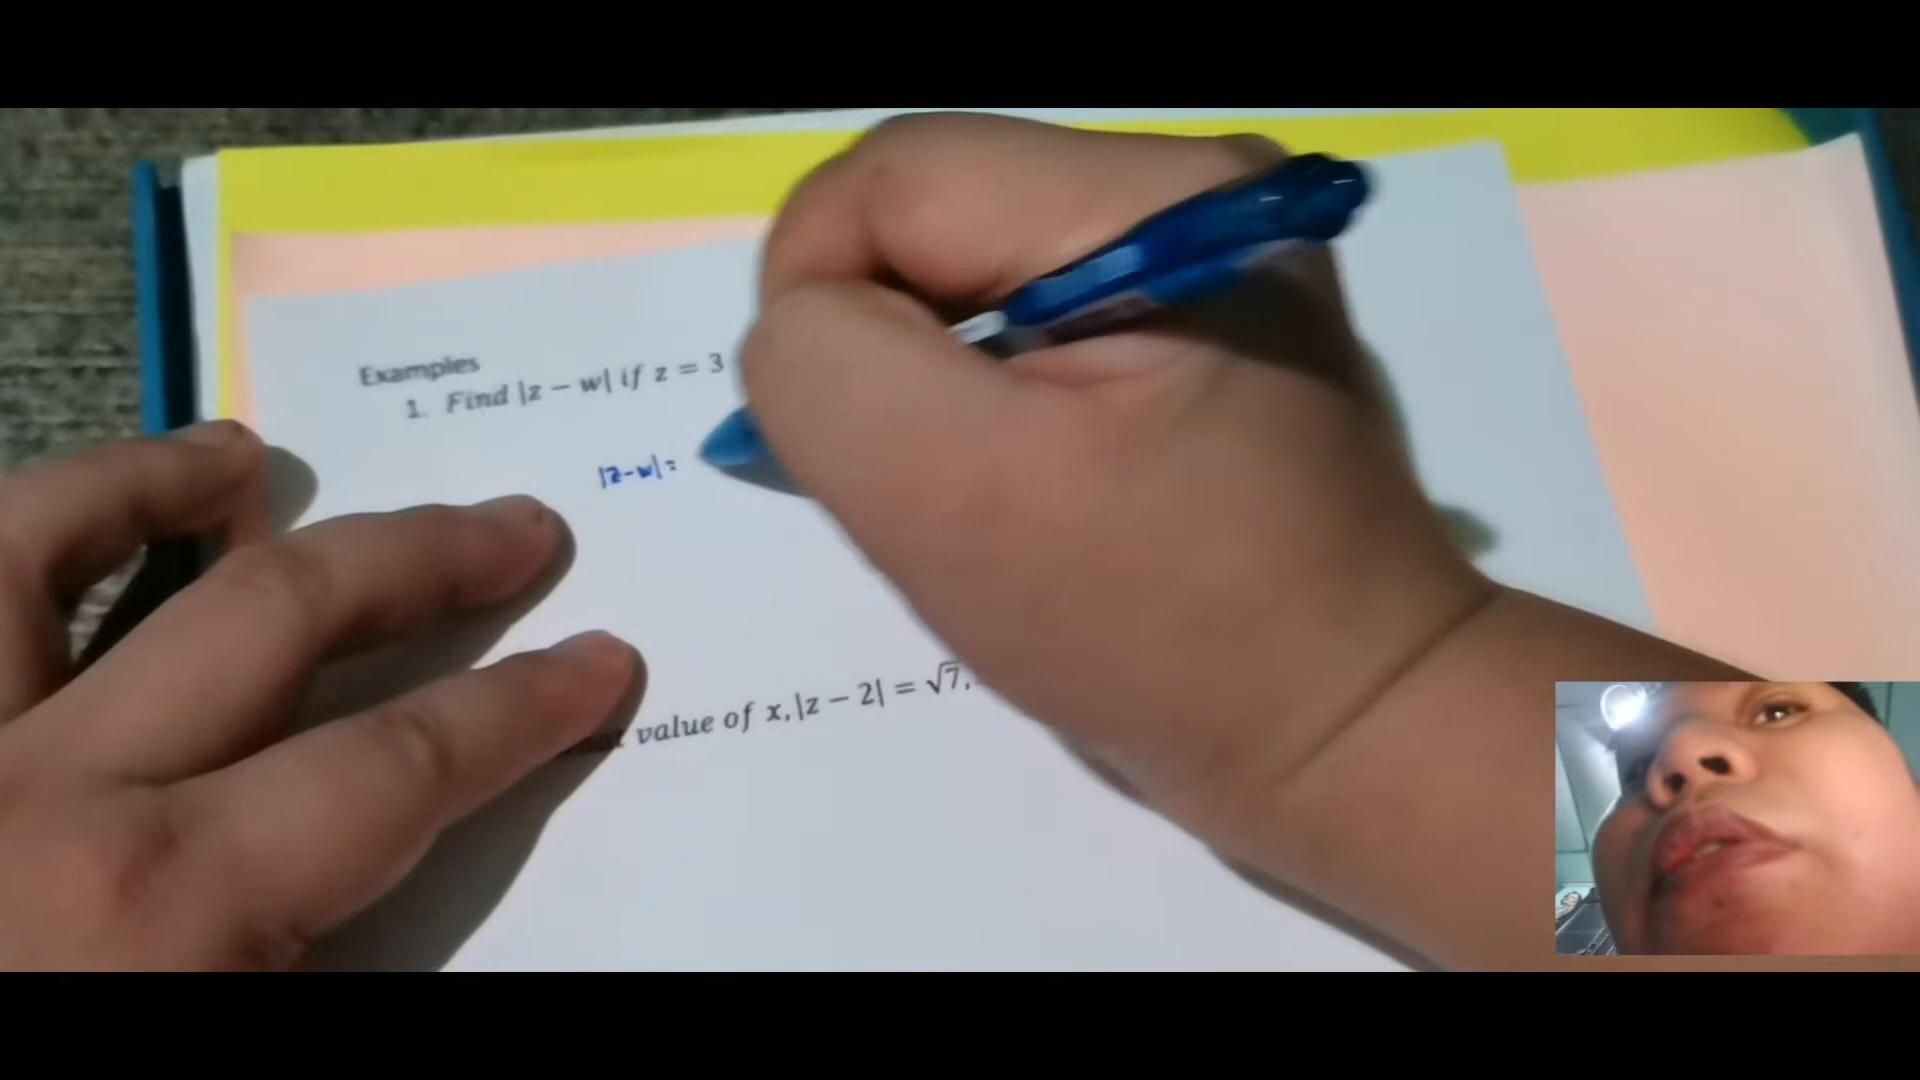 Examples
1. Find |z − w| if z = 3
|z-w| =
value of x, |z − 2| = √7,